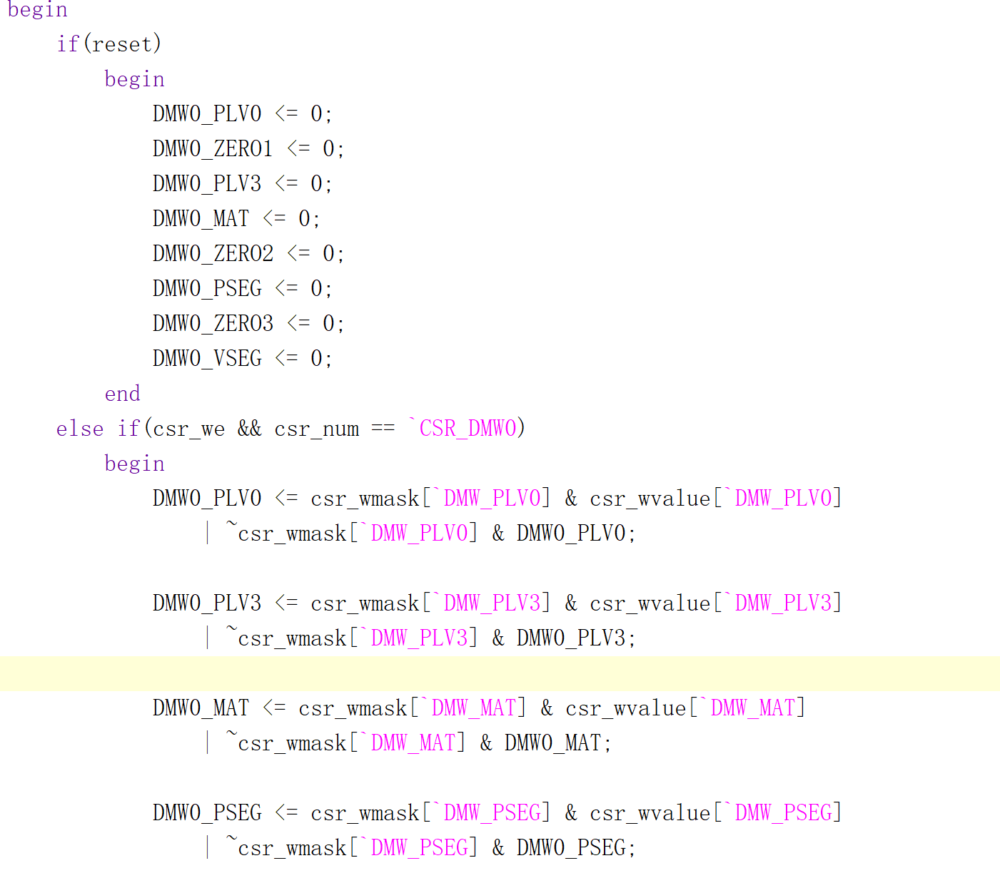 begin
    if(reset)
        begin
            DMW0_PLV0 <= 0;
            DMW0_ZERO1 <= 0;
            DMW0_PLV3 <= 0;
            DMW0_MAT <= 0;
            DMW0_ZERO2 <= 0;
            DMW0_PSEG <= 0;
            DMW0_ZERO3 <= 0;
            DMW0_VSEG <= 0;
        end
    else if(csr_we && csr_num == `CSR_DMW0)
        begin
            DMW0_PLV0 <= csr_wmask[`DMW_PLV0] & csr_wvalue[`DMW_PLV0]
                | ~csr_wmask[`DMW_PLV0] & DMW0_PLV0;

            DMW0_PLV3 <= csr_wmask[`DMW_PLV3] & csr_wvalue[`DMW_PLV3]
                | ~csr_wmask[`DMW_PLV3] & DMW0_PLV3;

            DMW0_MAT <= csr_wmask[`DMW_MAT] & csr_wvalue[`DMW_MAT]
                | ~csr_wmask[`DMW_MAT] & DMW0_MAT;

            DMW0_PSEG <= csr_wmask[`DMW_PSEG] & csr_wvalue[`DMW_PSEG]
                | ~csr_wmask[`DMW_PSEG] & DMW0_PSEG;